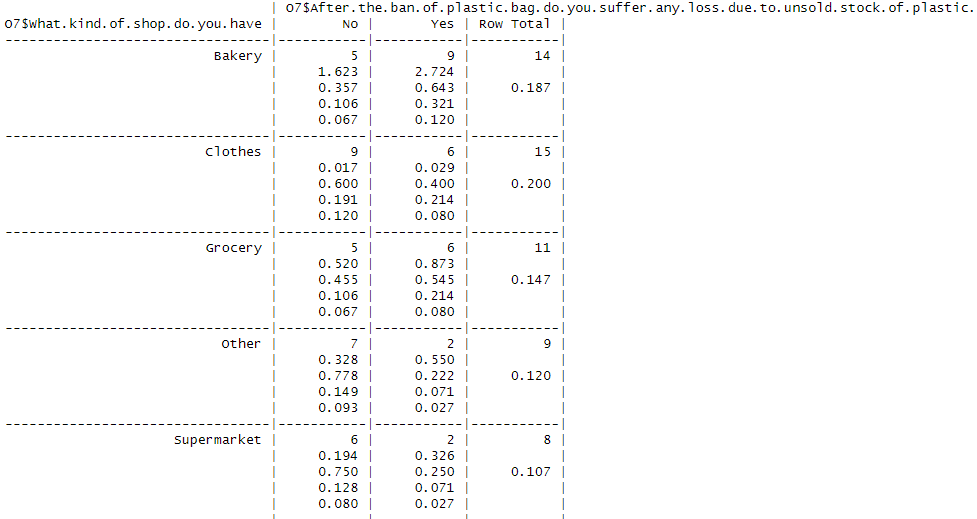 | O7$After.the.ban.of.plastic.bag.do.you.suffer.any.loss.due.to.unsold.stock.of.plastic.
O7$What.kind.of.shop.do.you.have | No | Yes | Row Total |
---------------------------------|-----------|-----------|-----------|
Bakery | 5 | 9 | 14 |
| 1.623 | 2.724 | |
| 0.357 | 0.643 | 0.187 |
| 0.106 | 0.321 | |
| 0.067 | 0.120 | |
---------------------------------|-----------|-----------|-----------|
Clothes | 9 | 6 | 15 |
| 0.017 | 0.029 | |
| 0.600 | 0.400 | 0.200 |
| 0.191 | 0.214 | |
| 0.120 | 0.080 | |
---------------------------------|-----------|-----------|-----------|
Grocery | 5 | 6 | 11 |
| 0.520 | 0.873 | |
| 0.455 | 0.545 | 0.147 |
| 0.106 | 0.214 | |
| 0.067 | 0.080 | |
---------------------------------|-----------|-----------|-----------|
Other | 7 | 2 | 9 |
| 0.328 | 0.550 | |
| 0.778 | 0.222 | 0.120 |
| 0.149 | 0.071 | |
| 0.093 | 0.027 | |
---------------------------------|-----------|-----------|-----------|
Supermarket | 6 | 2 | 8 |
| 0.194 | 0.326 | |
| 0.750 | 0.250 | 0.107 |
| 0.128 | 0.071 | |
| 0.080 | 0.027 | |